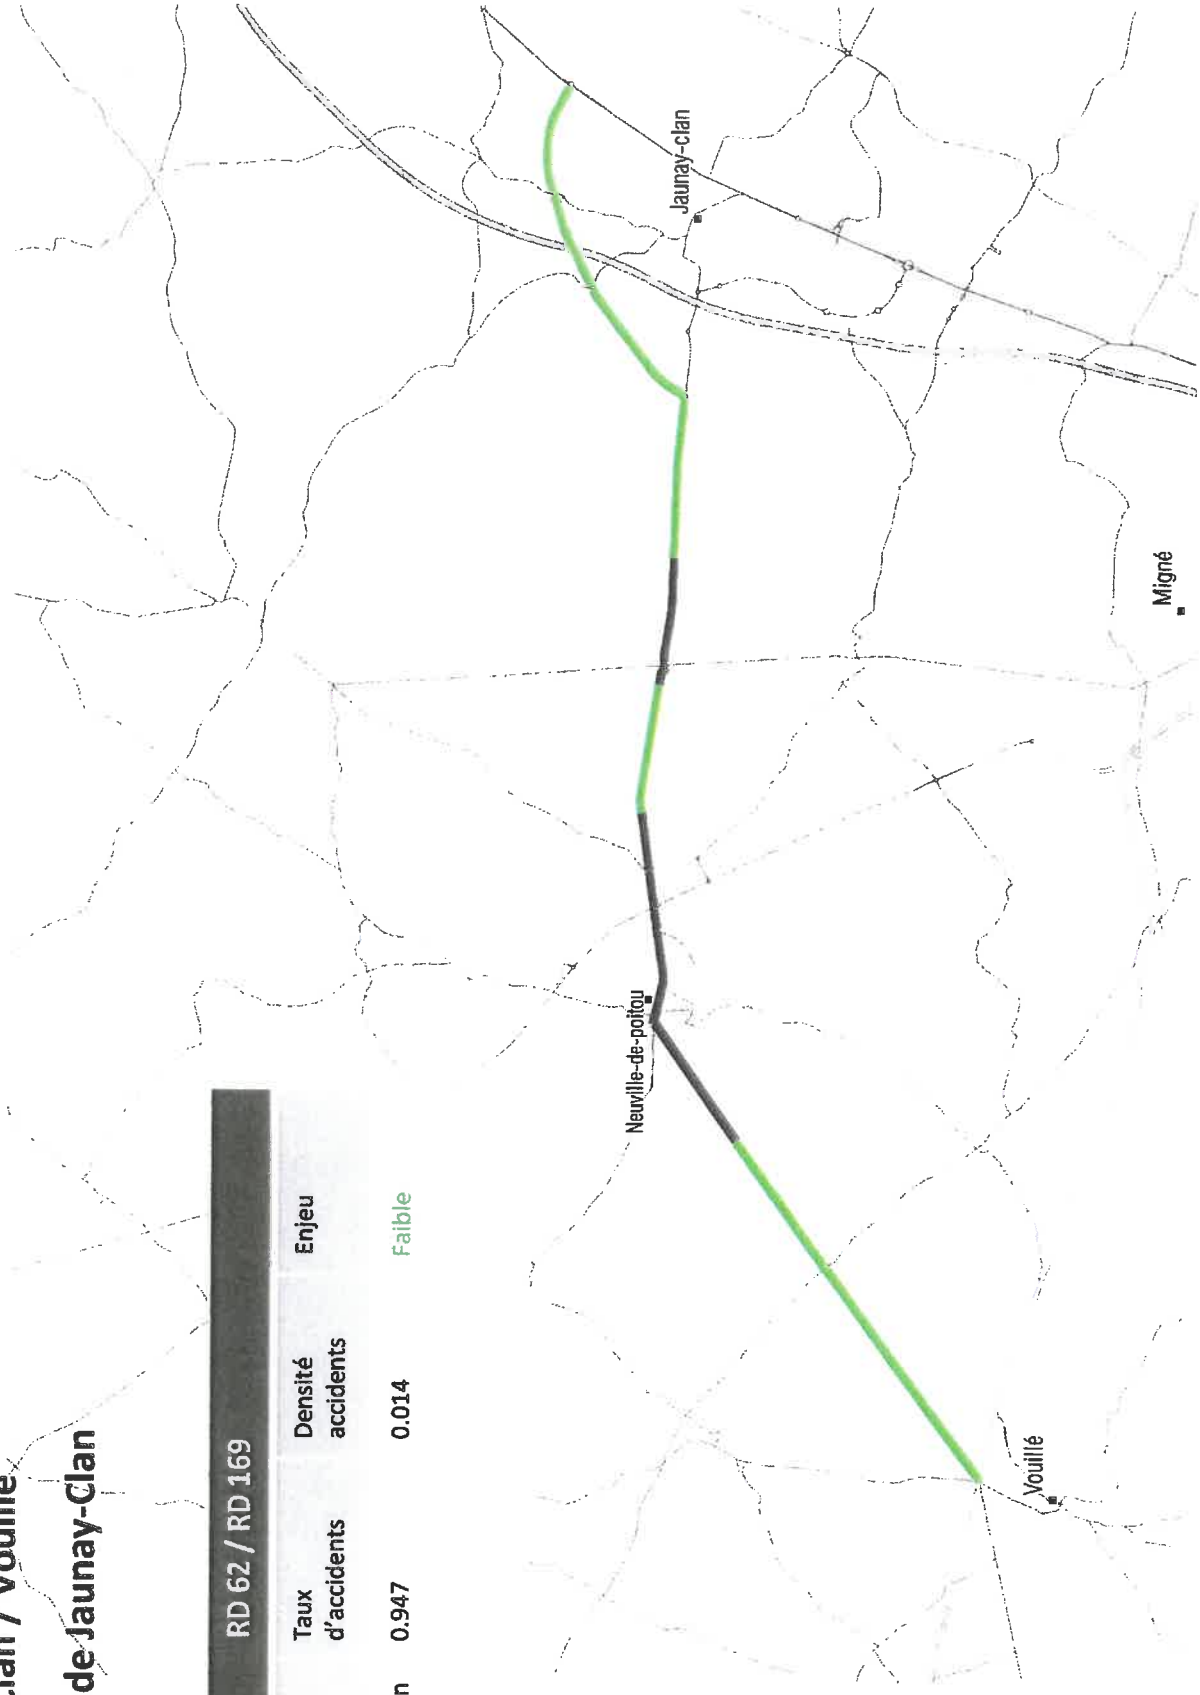 / Vouillé
de Jaunay-Clan
RD 62 / RD 169
Taux d'accidents
Densité accidents
Enjeu
0.947
0.014
Faible
Jaunay-clan
Neuville-de-poitou
Migné
Vouillé